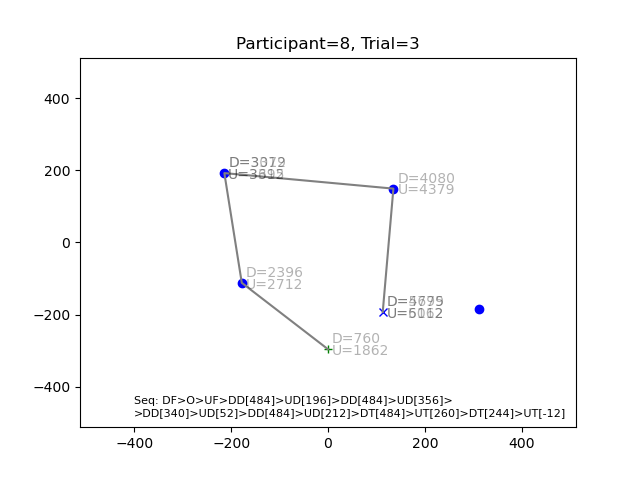 Participant=8, Trial=3
400
200
0
−200
−400
D=4080
U=4379
D=2396
U=2712
D=760
U=1862
Seq: DF>O>UF>DD[484]>UD[196]>DD[484]>UD[356]>
>DD[340]>UD[52]>DD[484]>UD[212]>DT[484]>UT[260]>DT[244]>UT[-12]
−400
−200
0
200
400